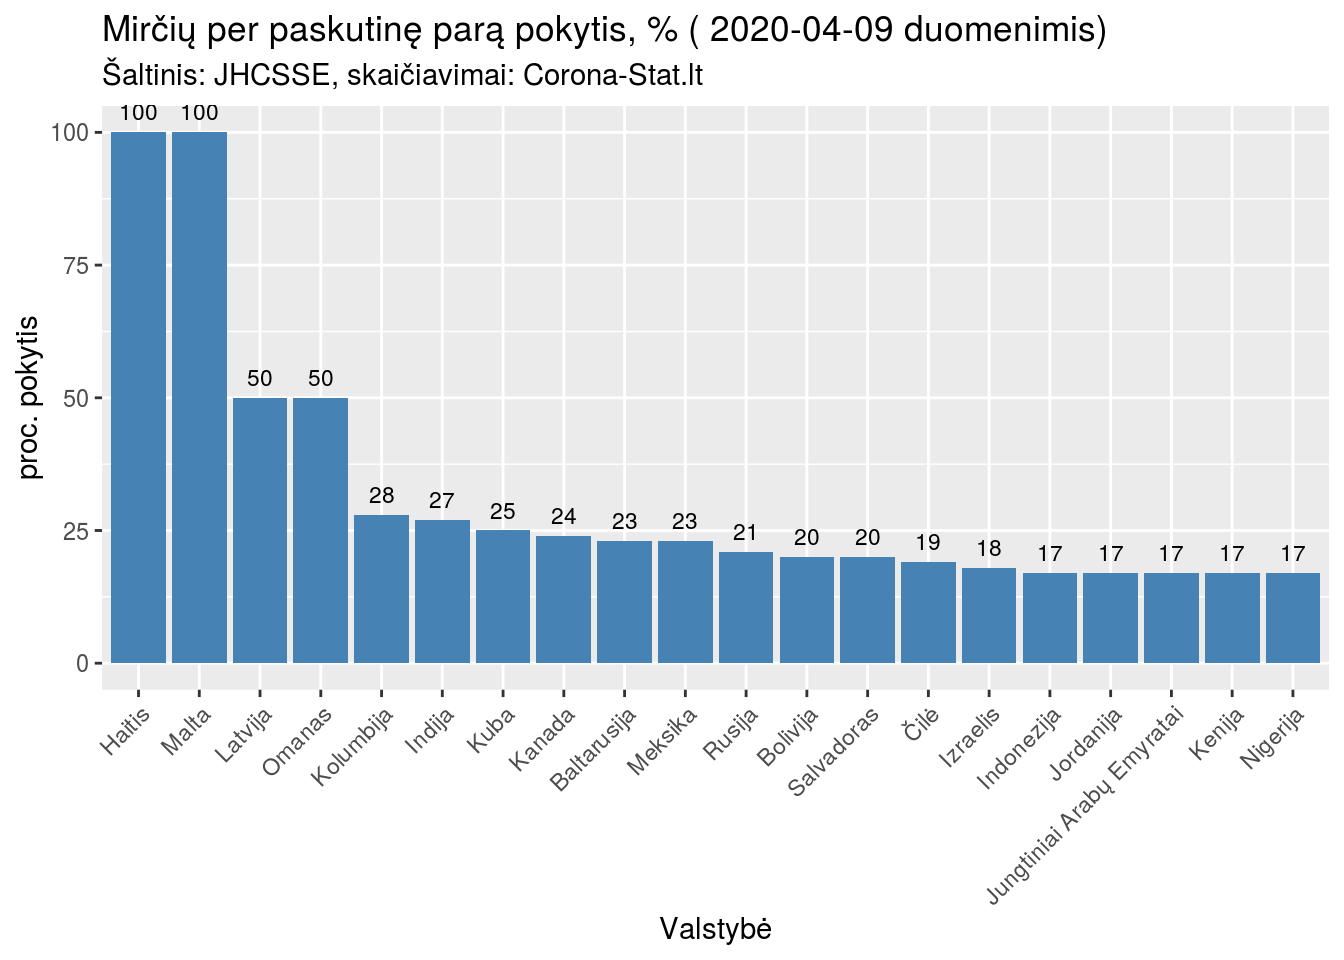 Mirčių per paskutinę parą pokytis, % ( 2020-04-09 duomenimis)
Šaltinis: JHCSSE, skaičiavimai: Corona-Stat.lt
proc. pokytis
100
75
50
25
0
100
100
50
50
28
27
25
24
23
23
21
20
20
19
18
17
17
17
17
17
Haitis
Malta
Latvija
Omanas
Kolumbija
Indija
Kuba
Kanada
Baltarusija
Meksika
Rusija
Bolivija
Salvadoras
Čilė
Izraelis
Indonezija
Jordanija
Jungtiniai Arabų Emyratai
Kenija
Nigerija
Valstybė